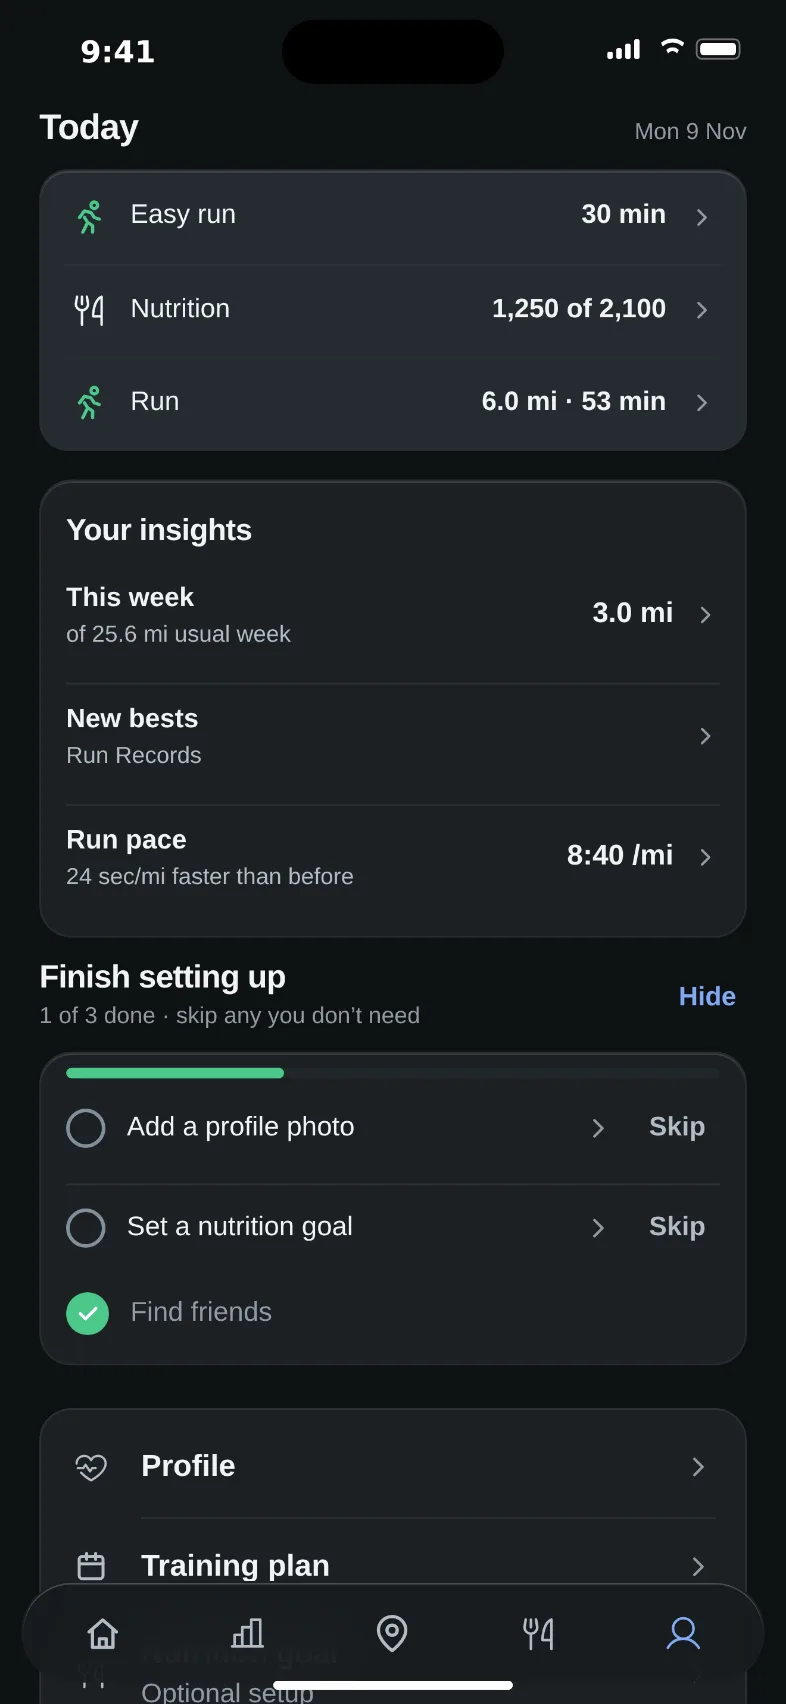 9:41
Today
Mon 9 Nov
Easy run
30 min
Nutrition
1,250 of 2,100
Run
6.0 mi · 53 min
Your insights
This week
of 25.6 mi usual week
3.0 mi
New bests
Run Records
Run pace
24 sec/mi faster than before
8:40 /mi
Finish setting up
1 of 3 done · skip any you don’t need
Hide
Add a profile photo
Skip
Set a nutrition goal
Skip
Find friends
Profile
Training plan
Nutrition goal
Optional setup